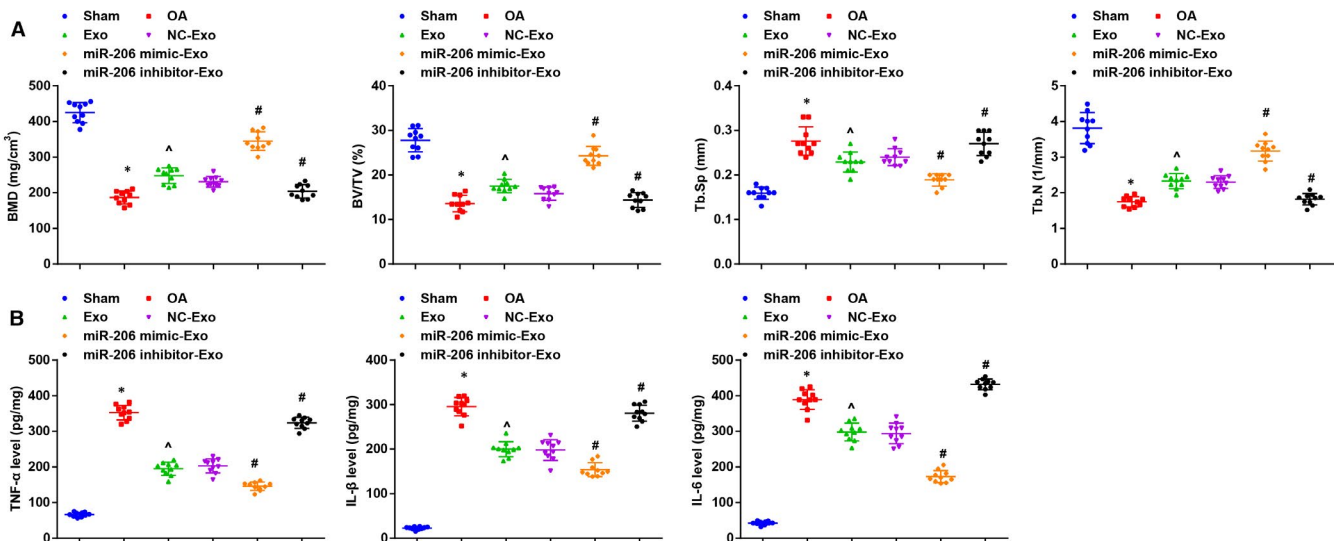 A
Sham OA
Exo NC-Exo
miR-206 mimic-Exo
miR-206 inhibitor-Exo
BMD (mg/cm³)
500
400
300
200
100
0
*
^
#
#
Sham OA
Exo NC-Exo
miR-206 mimic-Exo
miR-206 inhibitor-Exo
BV/TV (%)
40
30
20
10
0
*
^
#
#
Sham OA
Exo NC-Exo
miR-206 mimic-Exo
miR-206 inhibitor-Exo
Tb.Sp (mm)
0.4
0.3
0.2
0.1
0.0
*
^
#
#
Sham OA
Exo NC-Exo
miR-206 mimic-Exo
miR-206 inhibitor-Exo
Tb.N (1/mm)
5
4
3
2
1
0
*
^
#
#
B
Sham OA
Exo NC-Exo
miR-206 mimic-Exo
miR-206 inhibitor-Exo
TNF-α level (pg/mg)
500
400
300
200
100
0
*
^
#
#
Sham OA
Exo NC-Exo
miR-206 mimic-Exo
miR-206 inhibitor-Exo
IL-β level (pg/mg)
400
300
200
100
0
*
^
#
#
Sham OA
Exo NC-Exo
miR-206 mimic-Exo
miR-206 inhibitor-Exo
IL-6 level (pg/mg)
500
400
300
200
100
0
*
^
#
#